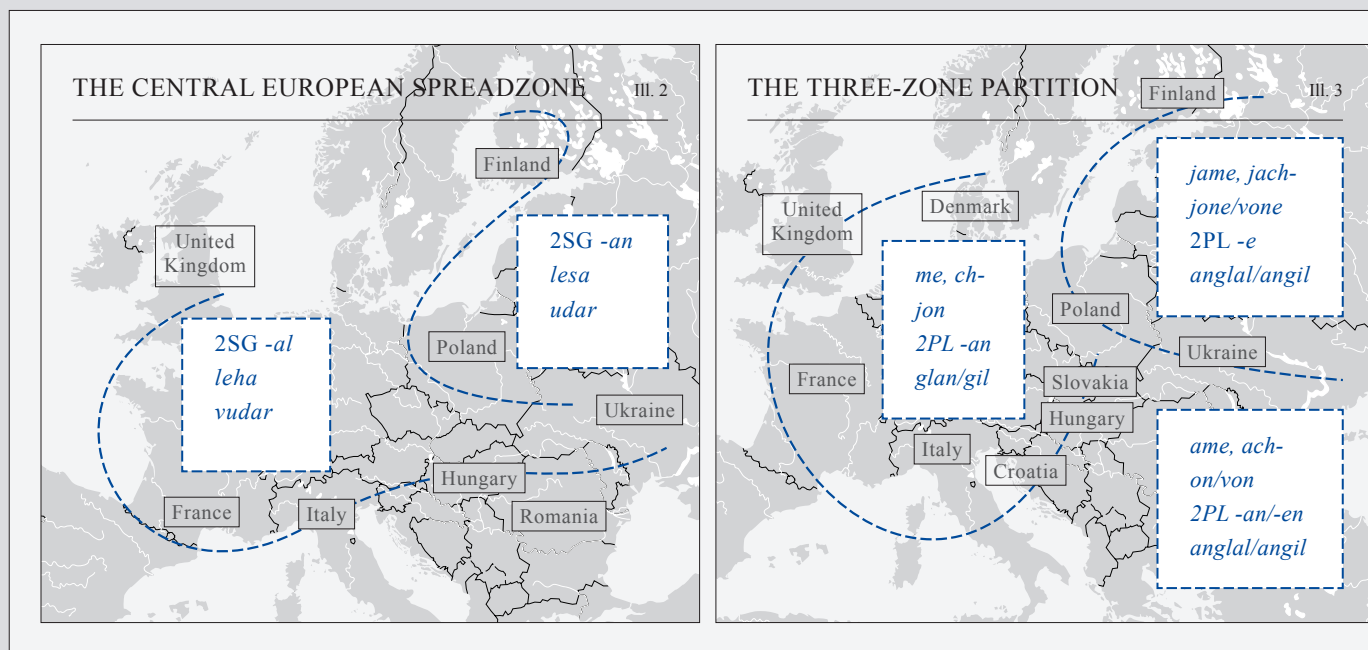 THE CENTRAL EUROPEAN SPREADZONE
Ill. 2
Finland
United
Kingdom
2SG -an
lesa
udar
2SG -al
leha
vudar
Poland
Ukraine
Hungary
France
Italy
Romania
THE THREE-ZONE PARTITION
Ill. 3
Finland
jame, jach-
jone/vone
2PL -e
anglal/angil
United
Kingdom
Denmark
me, ch-
jon
2PL -an
glan/gil
Poland
Ukraine
France
Slovakia
Hungary
Italy
Croatia
ame, ach-
on/von
2PL -an/-en
anglal/angil